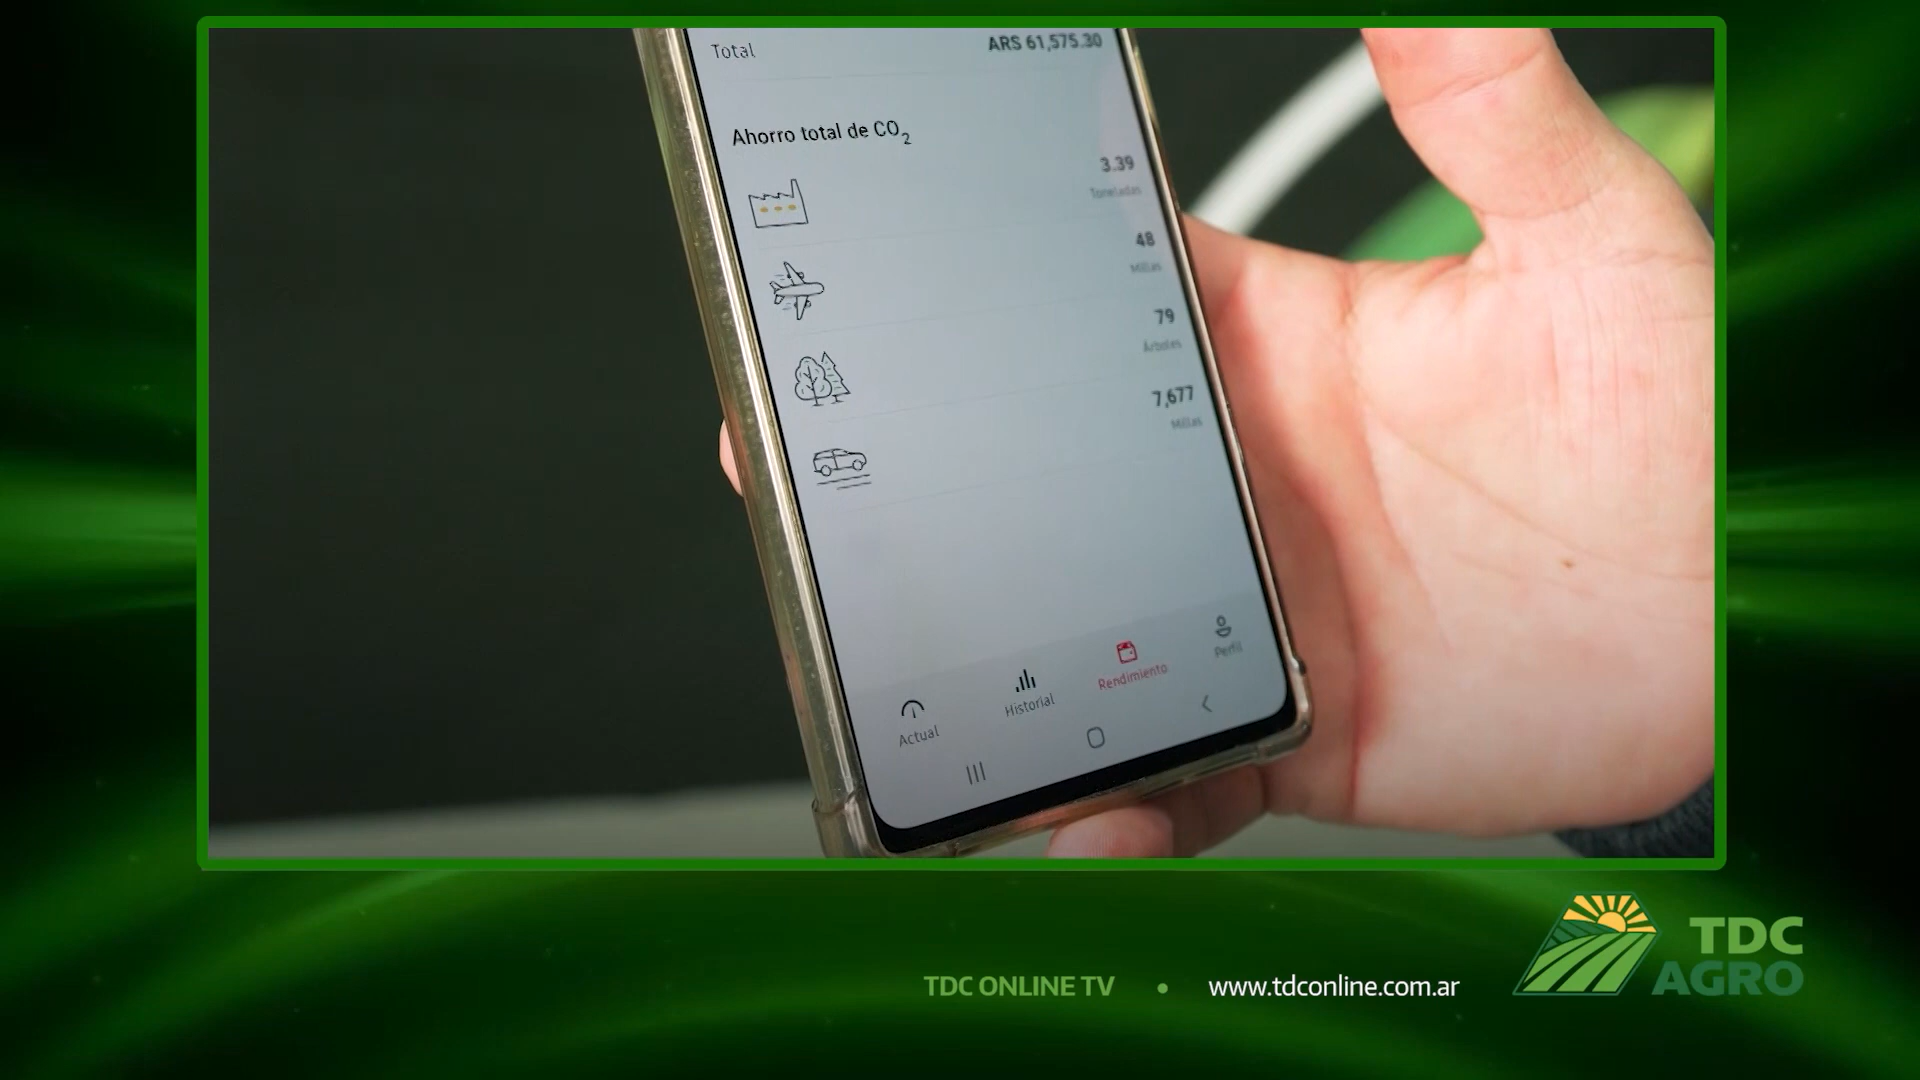 Total
ARS 61,575.30
Ahorro total de CO2
3.39
Toneladas
48
Millas
79
Árboles
7,677
Millas
Actual
Historial
Rendimiento
Perfil
TDC ONLINE TV • www.tdconline.com.ar
TDC
AGRO